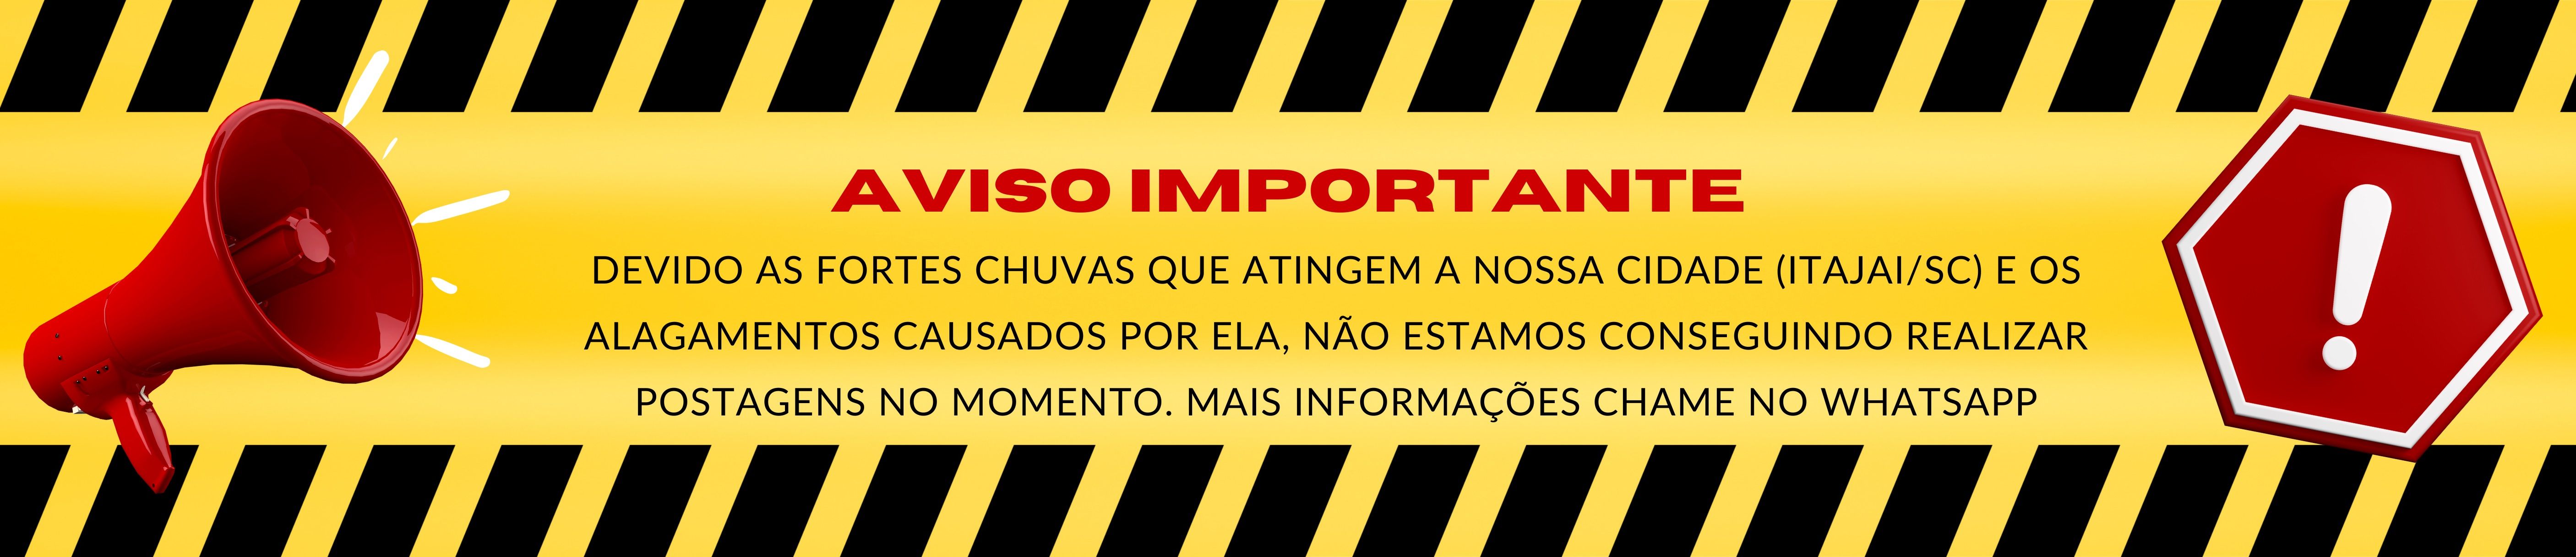 AVISO IMPORTANTE
DEVIDO AS FORTES CHUVAS QUE ATINGEM A NOSSA CIDADE (ITAJAI/SC) E OS
ALAGAMENTOS CAUSADOS POR ELA, NÃO ESTAMOS CONSEGUINDO REALIZAR
POSTAGENS NO MOMENTO. MAIS INFORMAÇÕES CHAME NO WHATSAPP